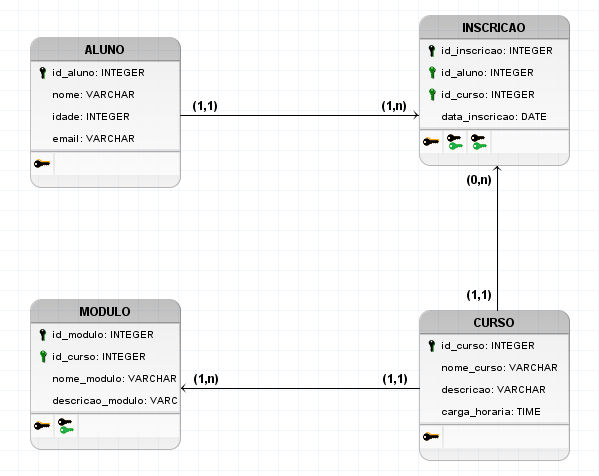 ALUNO
id_aluno: INTEGER
nome: VARCHAR
idade: INTEGER
email: VARCHAR
(1,1)
(1,n)
INSCRICAO
id_inscricao: INTEGER
id_aluno: INTEGER
id_curso: INTEGER
data_inscricao: DATE
(0,n)
(1,1)
MODULO
id_modulo: INTEGER
id_curso: INTEGER
nome_modulo: VARCHAR
descricao_modulo: VARC
(1,n)
(1,1)
CURSO
id_curso: INTEGER
nome_curso: VARCHAR
descricao: VARCHAR
carga_horaria: TIME